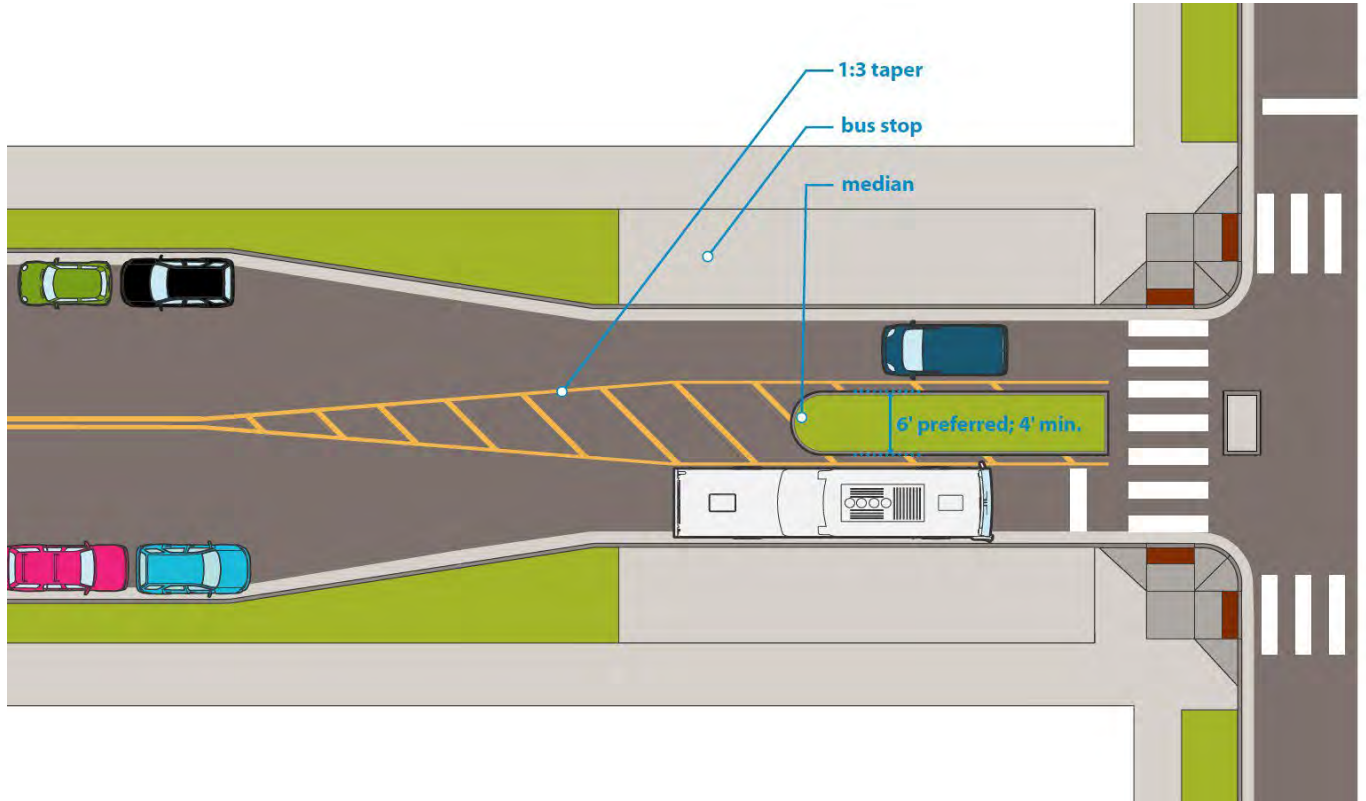 1:3 taper
bus stop
median
6' preferred; 4' min.